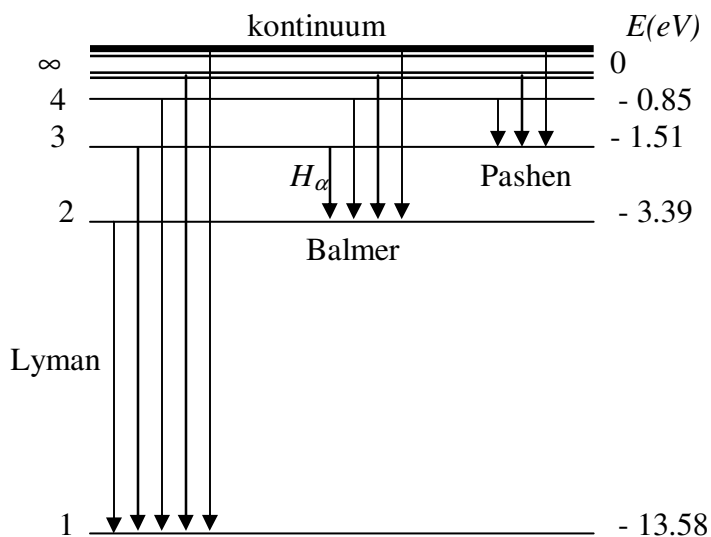 kontinuum E(eV)
∞ 0
4 - 0.85
3 - 1.51
Hα Pashen
2 - 3.39
Balmer
Lyman
1 - 13.58